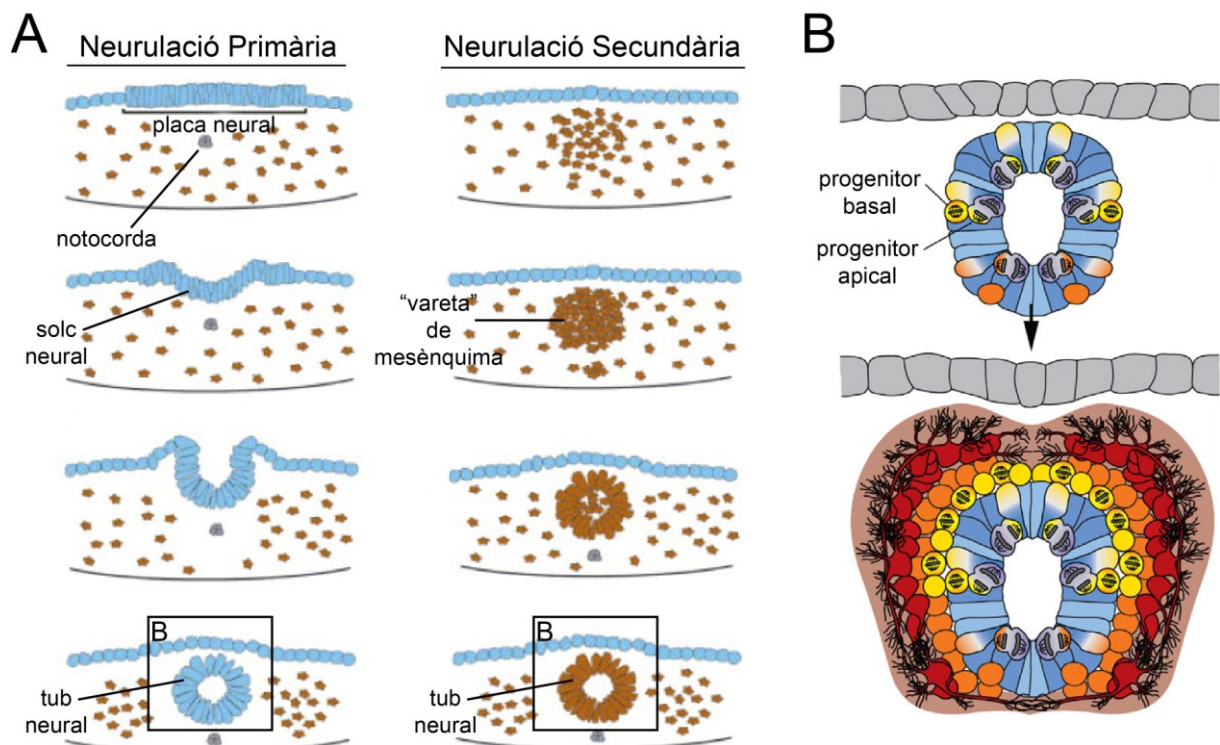 A
Neurulació Primària
placa neural
notocorda
solc
neural
B
tub
neural
Neurulació Secundària
“vareta”
de
mesènquima
B
tub
neural
B
progenitor
basal
progenitor
apical